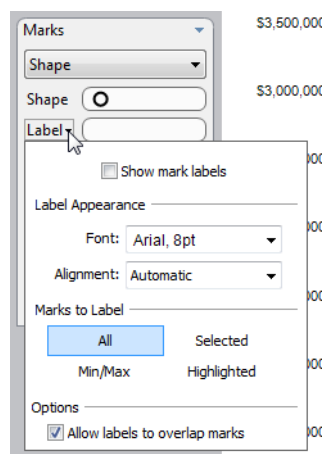 Marks
$3,500,000
Shape
Shape
$3,000,000
Label
Show mark labels
Label Appearance
Font: Arial, 8pt
Alignment: Automatic
Marks to Label
All Selected
Min/Max Highlighted
Options
Allow labels to overlap marks